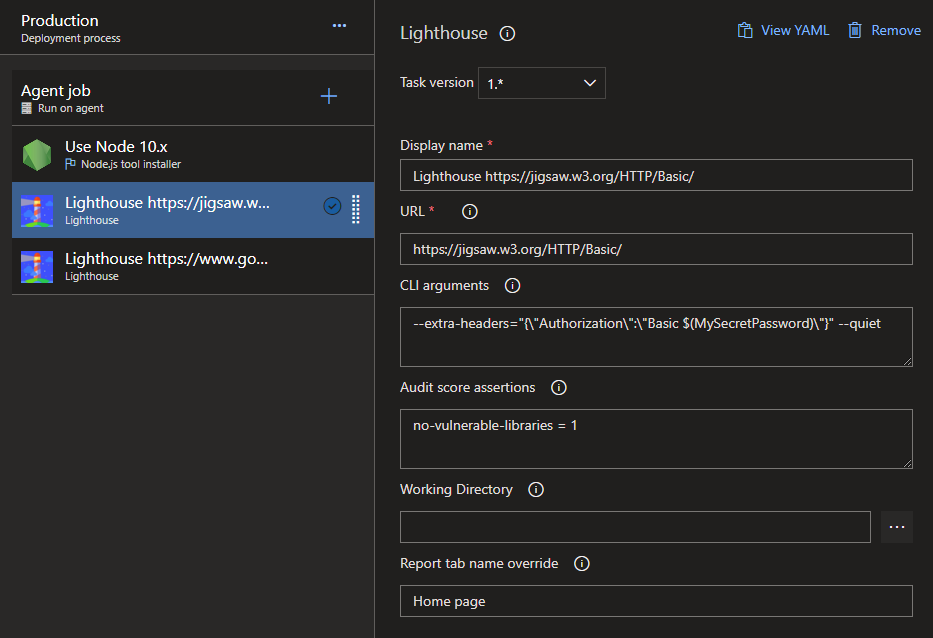 Production
Deployment process
Agent job
Run on agent
Use Node 10.x
Node.js tool installer
Lighthouse https://jigsaw.w...
Lighthouse
Lighthouse https://www.go...
Lighthouse
Lighthouse
View YAML
Remove
Task version 1.*
Display name *
Lighthouse https://jigsaw.w3.org/HTTP/Basic/
URL *
https://jigsaw.w3.org/HTTP/Basic/
CLI arguments
--extra-headers="{\"Authorization\":\"Basic $(MySecretPassword)\"}" --quiet
Audit score assertions
no-vulnerable-libraries = 1
Working Directory
Report tab name override
Home page